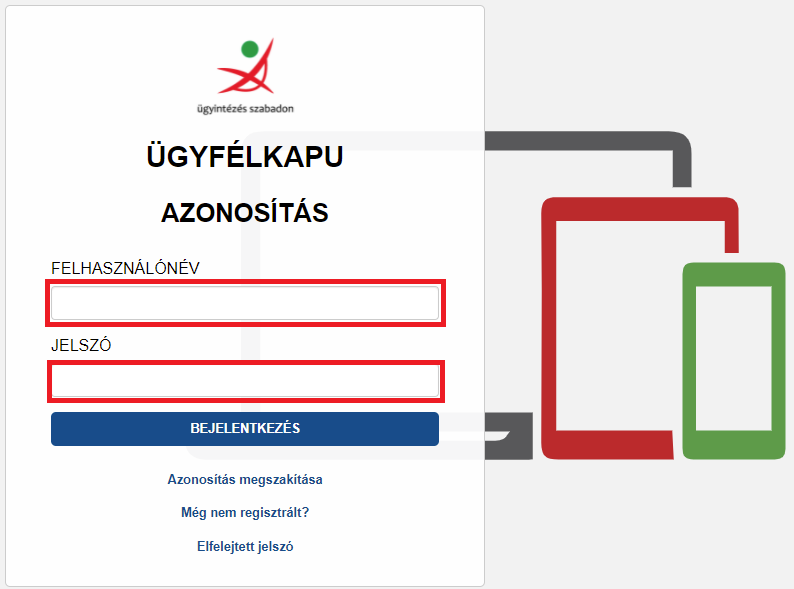 ügyintézés szabadon
ÜGYFÉLKAPU
AZONOSÍTÁS
FELHASZNÁLÓNÉV
JELSZÓ
BEJELENTKEZÉS
Azonosítás megszakítása
Még nem regisztrált?
Elfelejtett jelszó